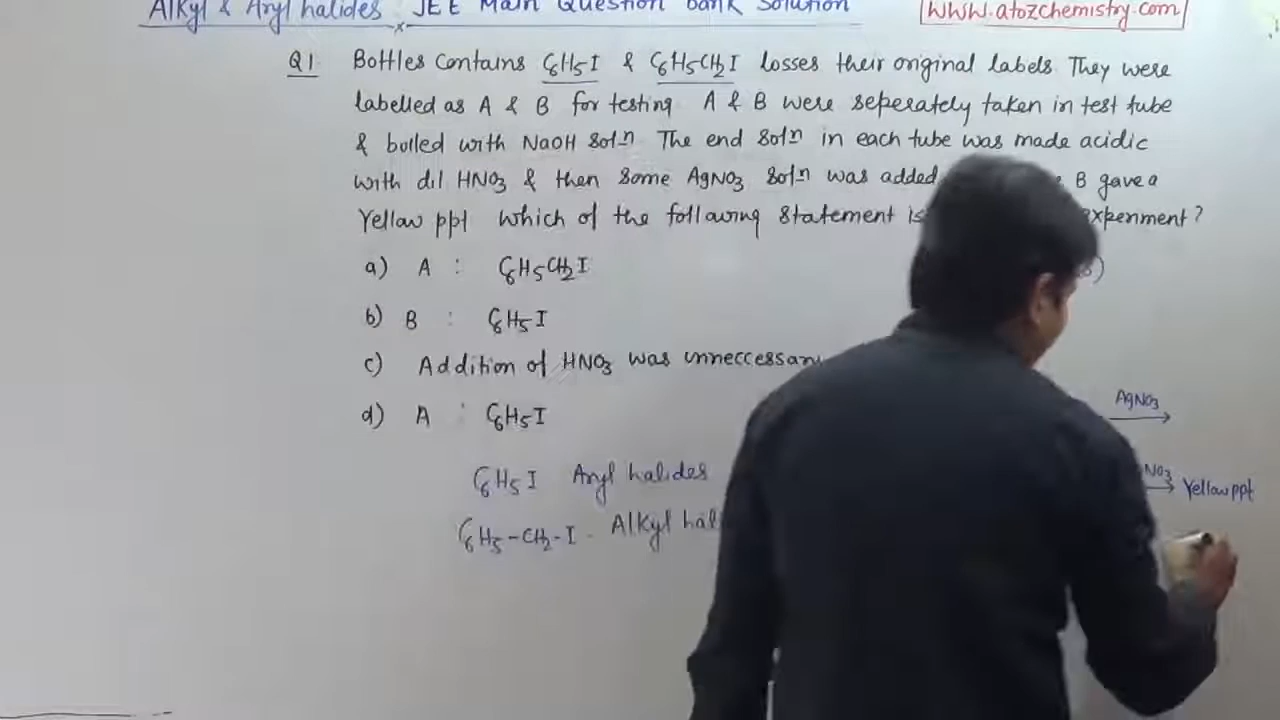 Alkyl & Aryl halides JEE Main Question bank solution
www.atozchemistry.com
Q1 Bottles contains C6H5I & C6H5CH2I losses their original labels They were
labelled as A & B for testing A & B were seperately taken in test tube
& boiled with NaOH Soln The end Soln in each tube was made acidic
with dil HNO3 & then Some AgNO3 Soln was added B gave a
Yellow ppt which of the following statement is experiment?
a) A : C6H5CH2I
b) B : C6H5I
c) Addition of HNO3 was unneccessary
d) A : C6H5I
AgNO3
C6H5I Aryl halides
NO3 Yellow ppt
C6H5-CH2-I - Alkyl hal